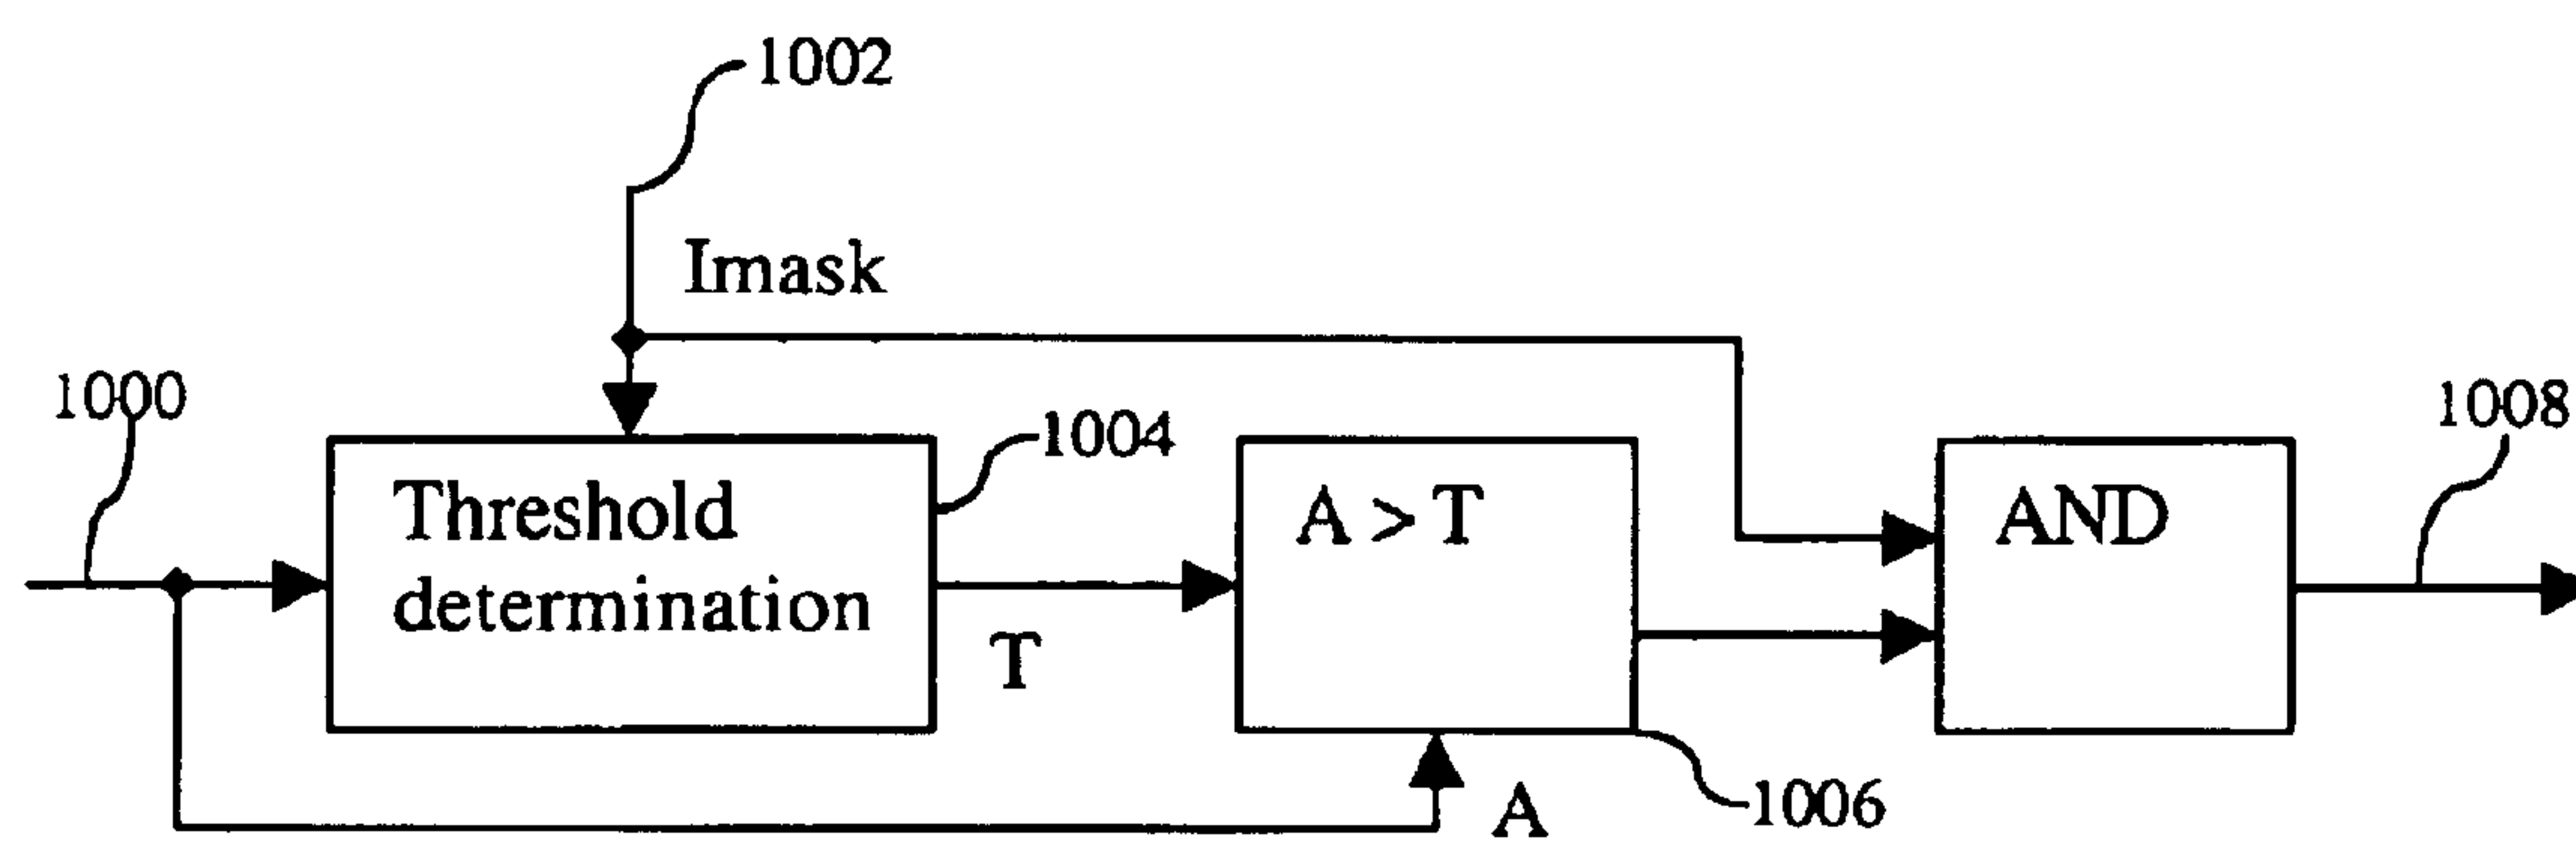 1002
Imask
1000
1004
1008
Threshold
determination
A > T
AND
T
A
1006